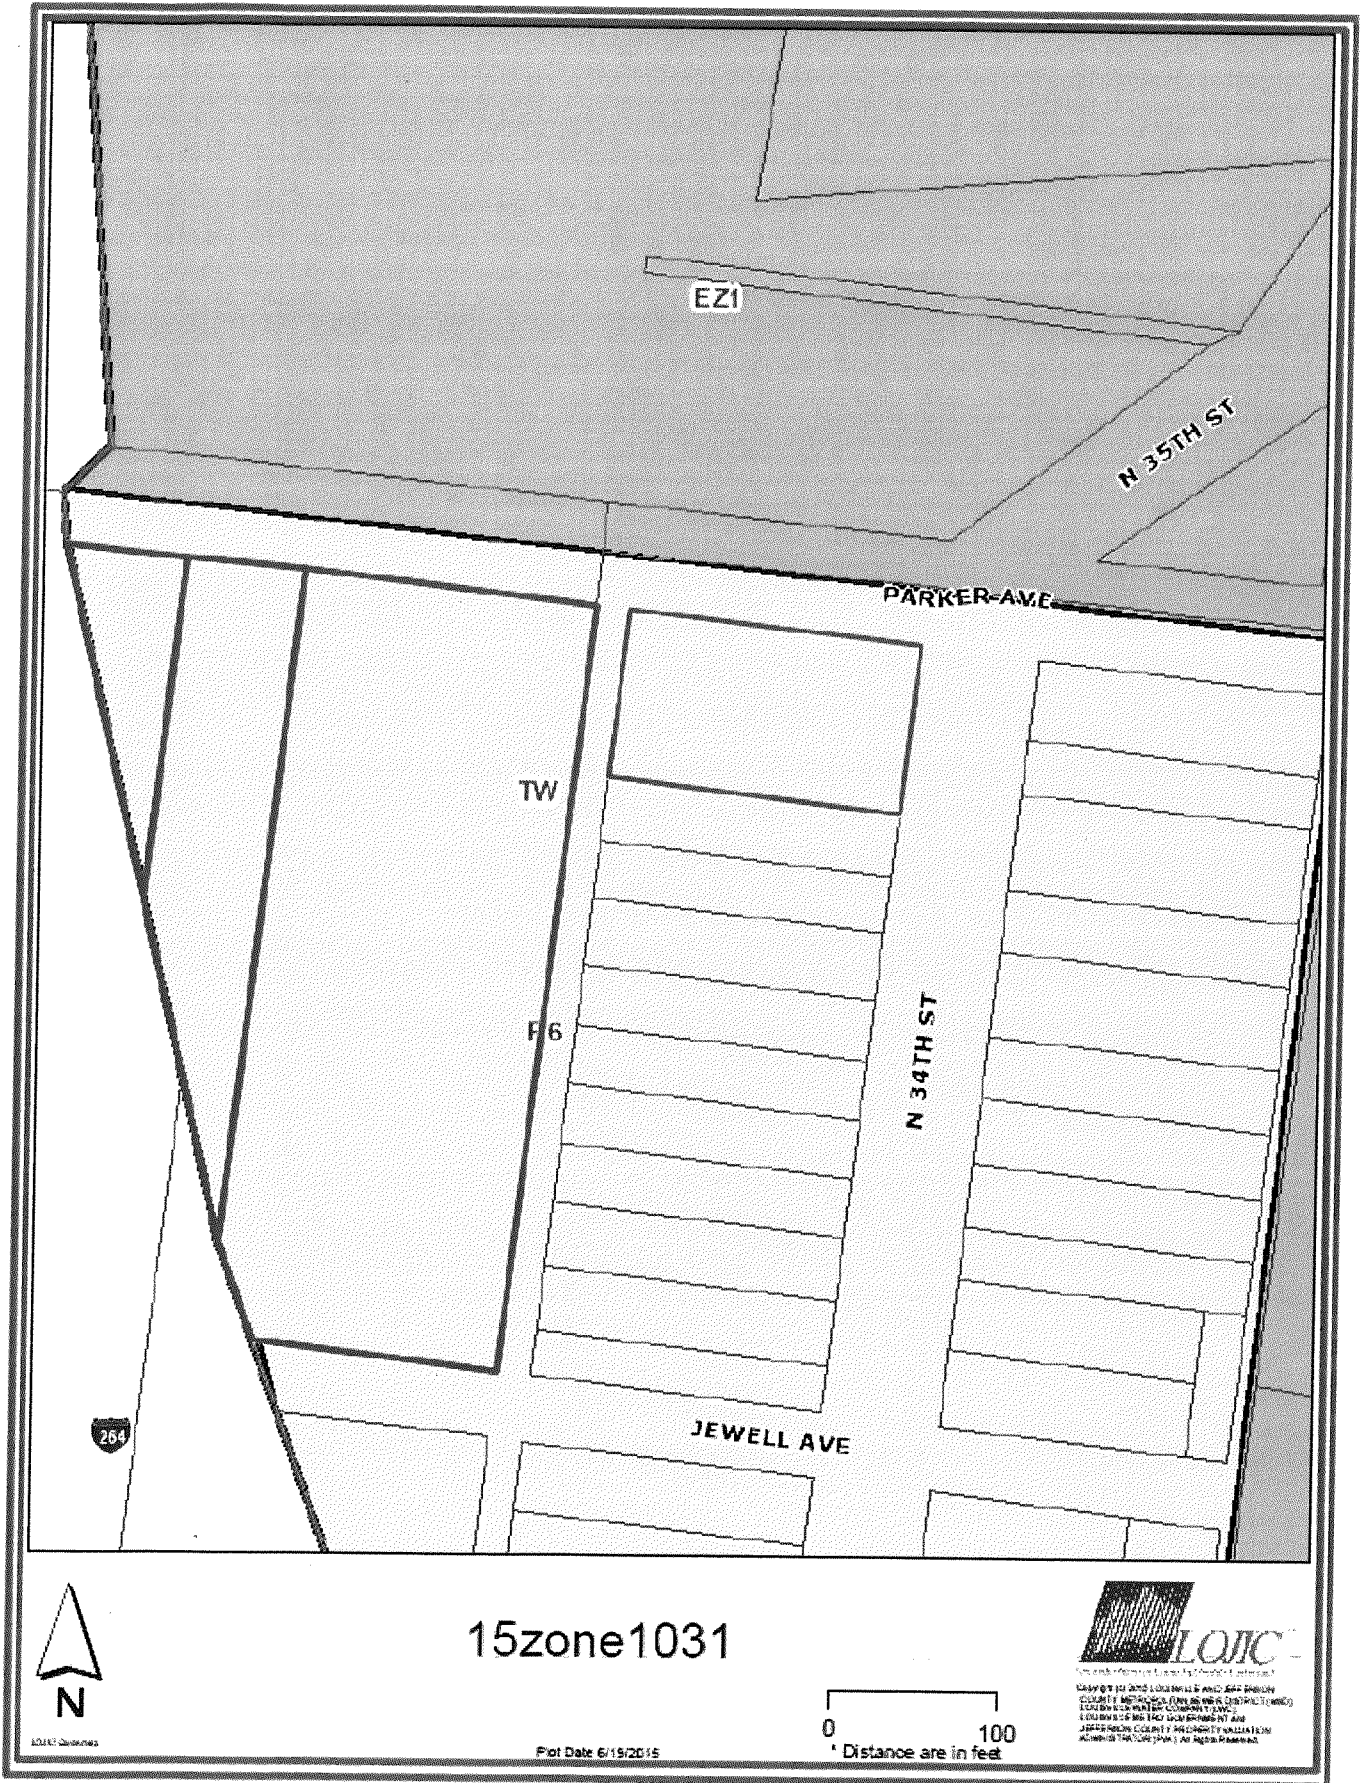 EZ1
N 35TH ST
PARKER AVE
TW
R6
N 34TH ST
JEWELL AVE
264
N
15zone1031
LOJIC
0 100
* Distance are in feet
Plot Date 6/19/2015